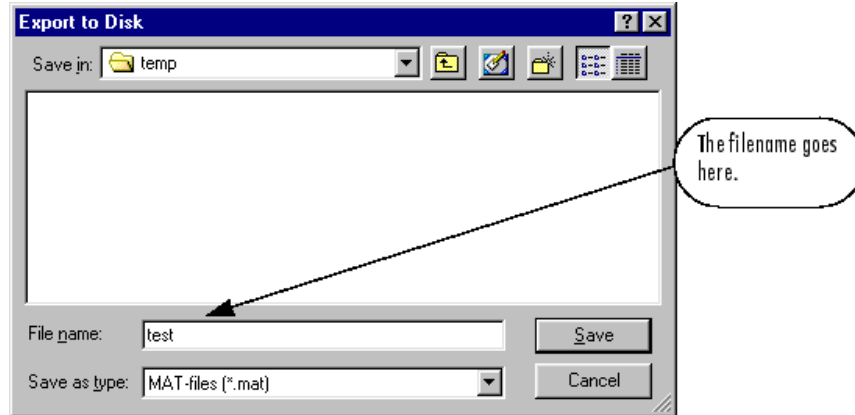 Export to Disk
Save in: temp
The filename goes
here.
File name: test Save
Save as type: MAT-files (*.mat) Cancel